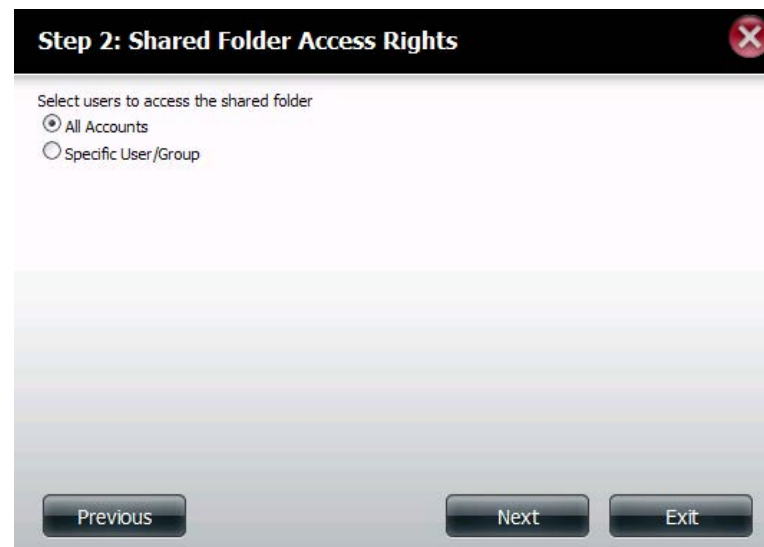 Step 2: Shared Folder Access Rights
Select users to access the shared folder
All Accounts
Specific User/Group
Previous Next Exit